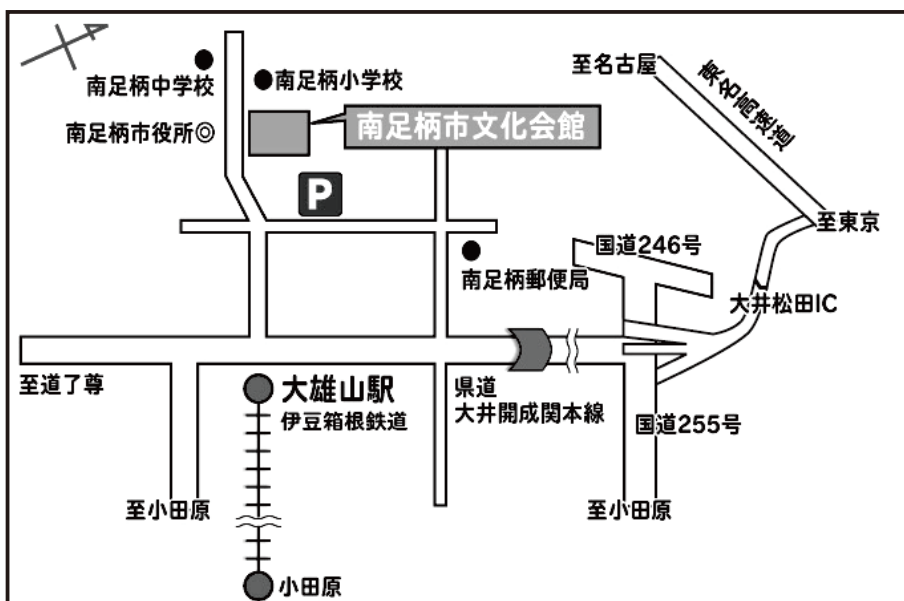 南足柄中学校
南足柄小学校
南足柄市役所
南足柄市文化会館
P
至名古屋
東名高速道
至東京
国道246号
南足柄郵便局
大井松田IC
至道了尊
大雄山駅
伊豆箱根鉄道
県道
大井開成関本線
国道255号
至小田原
至小田原
小田原